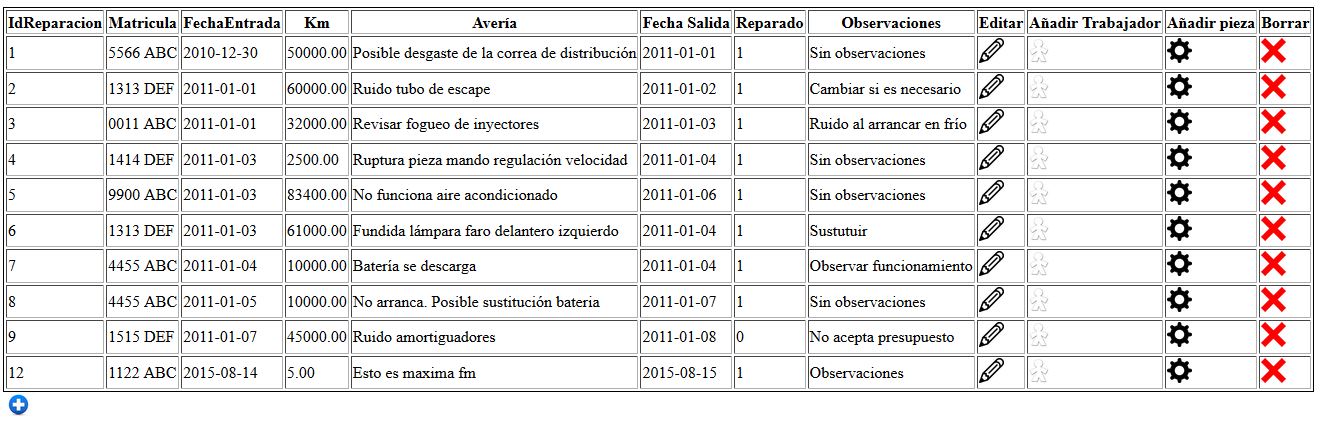 IdReparacion Matricula FechaEntrada Km Avería Fecha Salida Reparado Observaciones Editar Añadir Trabajador Añadir pieza Borrar
1 5566 ABC 2010-12-30 50000.00 Posible desgaste de la correa de distribución 2011-01-01 1 Sin observaciones
2 1313 DEF 2011-01-01 60000.00 Ruido tubo de escape 2011-01-02 1 Cambiar si es necesario
3 0011 ABC 2011-01-01 32000.00 Revisar fogueo de inyectores 2011-01-03 1 Ruido al arrancar en frío
4 1414 DEF 2011-01-03 2500.00 Ruptura pieza mando regulación velocidad 2011-01-04 1 Sin observaciones
5 9900 ABC 2011-01-03 83400.00 No funciona aire acondicionado 2011-01-06 1 Sin observaciones
6 1313 DEF 2011-01-03 61000.00 Fundida lámpara faro delantero izquierdo 2011-01-04 1 Sustutuir
7 4455 ABC 2011-01-04 10000.00 Batería se descarga 2011-01-04 1 Observar funcionamiento
8 4455 ABC 2011-01-05 10000.00 No arranca. Posible sustitución bateria 2011-01-07 1 Sin observaciones
9 1515 DEF 2011-01-07 45000.00 Ruido amortiguadores 2011-01-08 0 No acepta presupuesto
12 1122 ABC 2015-08-14 5.00 Esto es maxima fm 2015-08-15 1 Observaciones